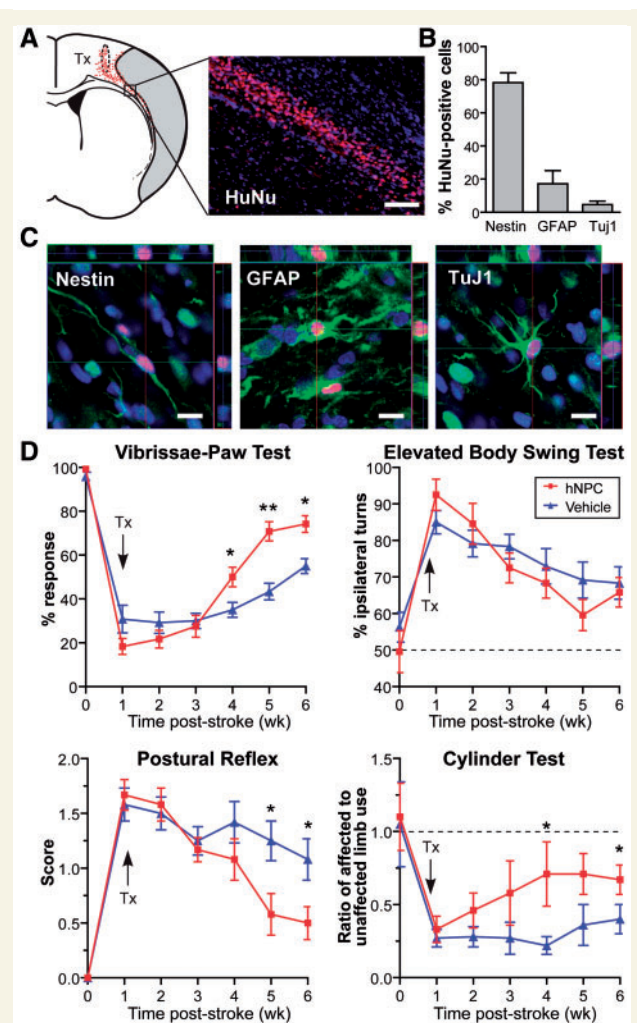 A
Tx
HuNu
B
% HuNu-positive cells
80
60
40
20
0
Nestin GFAP Tuj1
C
Nestin
GFAP
TuJ1
D
Vibrissae-Paw Test
% response
100
80
60
40
20
0
Tx
* ** *
0 1 2 3 4 5 6
Time post-stroke (wk)
Elevated Body Swing Test
% ipsilateral turns
100
90
80
70
60
50
40
hNPC
Vehicle
Tx
0 1 2 3 4 5 6
Time post-stroke (wk)
Postural Reflex
Score
2.0
1.5
1.0
0.5
0.0
Tx
* *
0 1 2 3 4 5 6
Time post-stroke (wk)
Cylinder Test
Ratio of affected to
unaffected limb use
1.5
1.0
0.5
0.0
Tx
* *
0 1 2 3 4 5 6
Time post-stroke (wk)